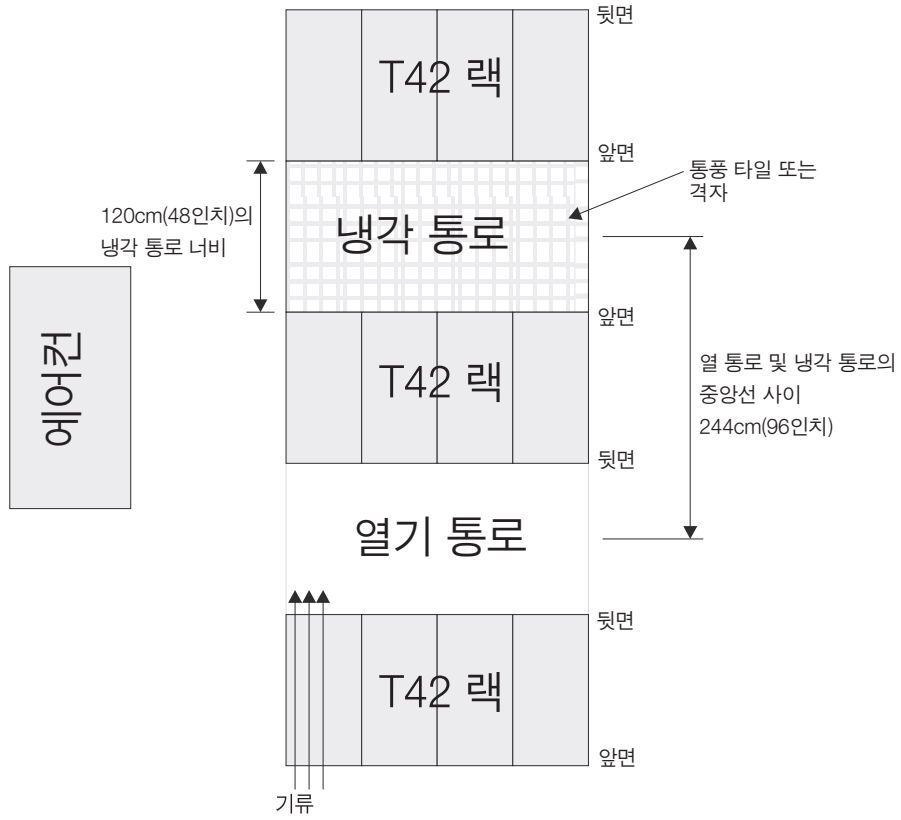 뒷면
T42 랙
앞면
통풍 타일 또는
격자
120cm(48인치)의
냉각 통로 너비
냉각 통로
앞면
에어컨
T42 랙
열 통로 및 냉각 통로의
중앙선 사이
244cm(96인치)
뒷면
열기 통로
뒷면
T42 랙
앞면
기류